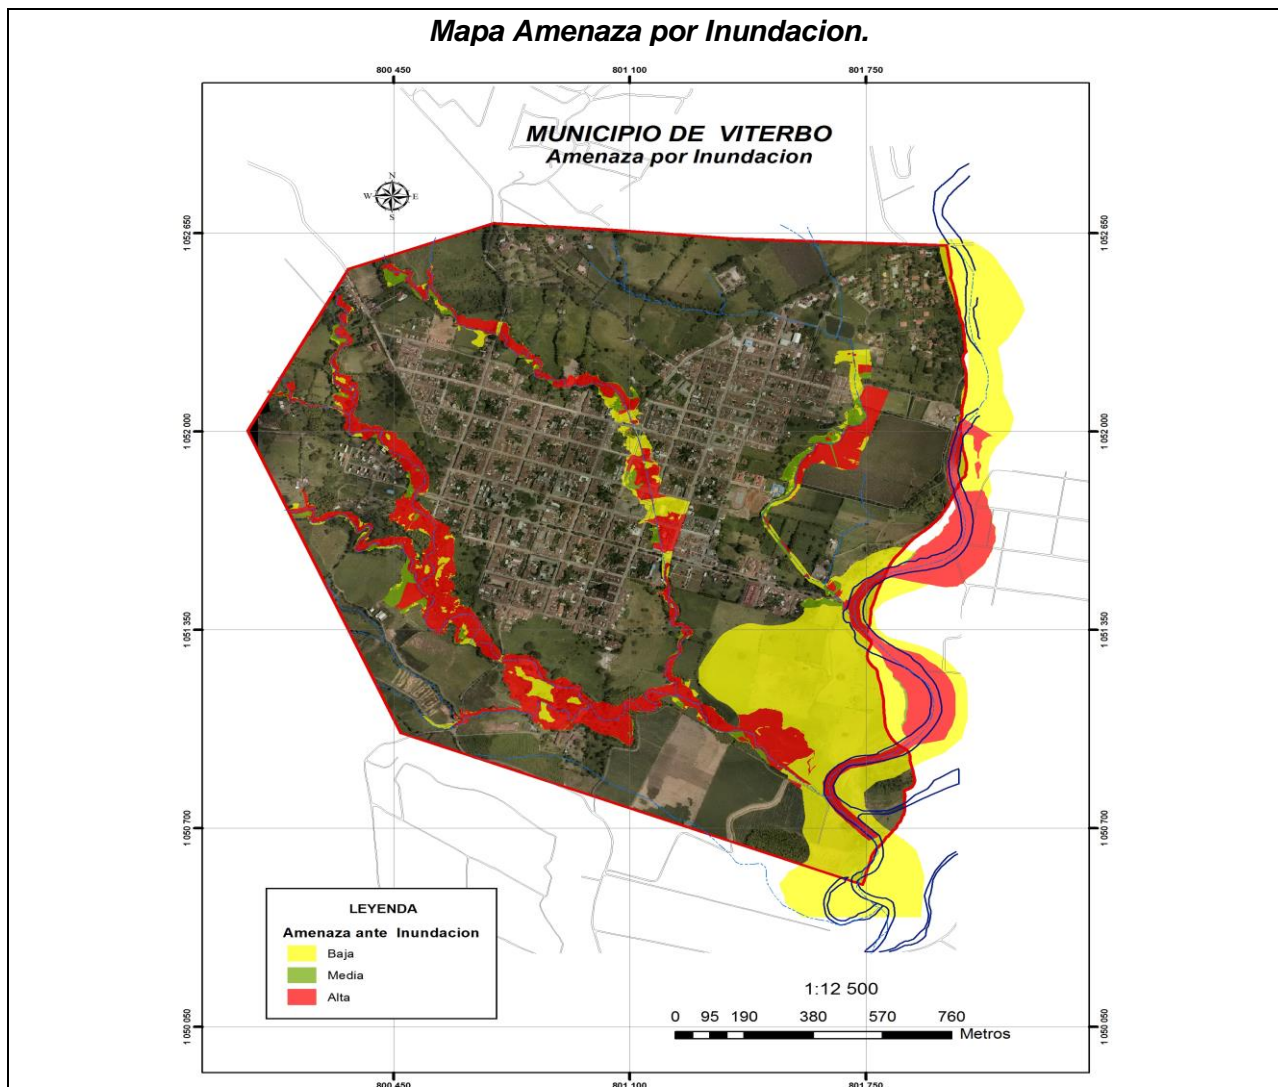 Mapa Amenaza por Inundacion.
800 450 801 100 801 750
MUNICIPIO DE VITERBO
Amenaza por Inundacion
N
W E
S
1 052 650 1 052 650
1 052 000 1 052 000
1 051 350 1 051 350
1 050 700 1 050 700
LEYENDA
Amenaza ante Inundacion
Baja
Media
Alta
1:12 500
0 95 190 380 570 760
Metros
1 050 050 1 050 050
800 450 801 100 801 750